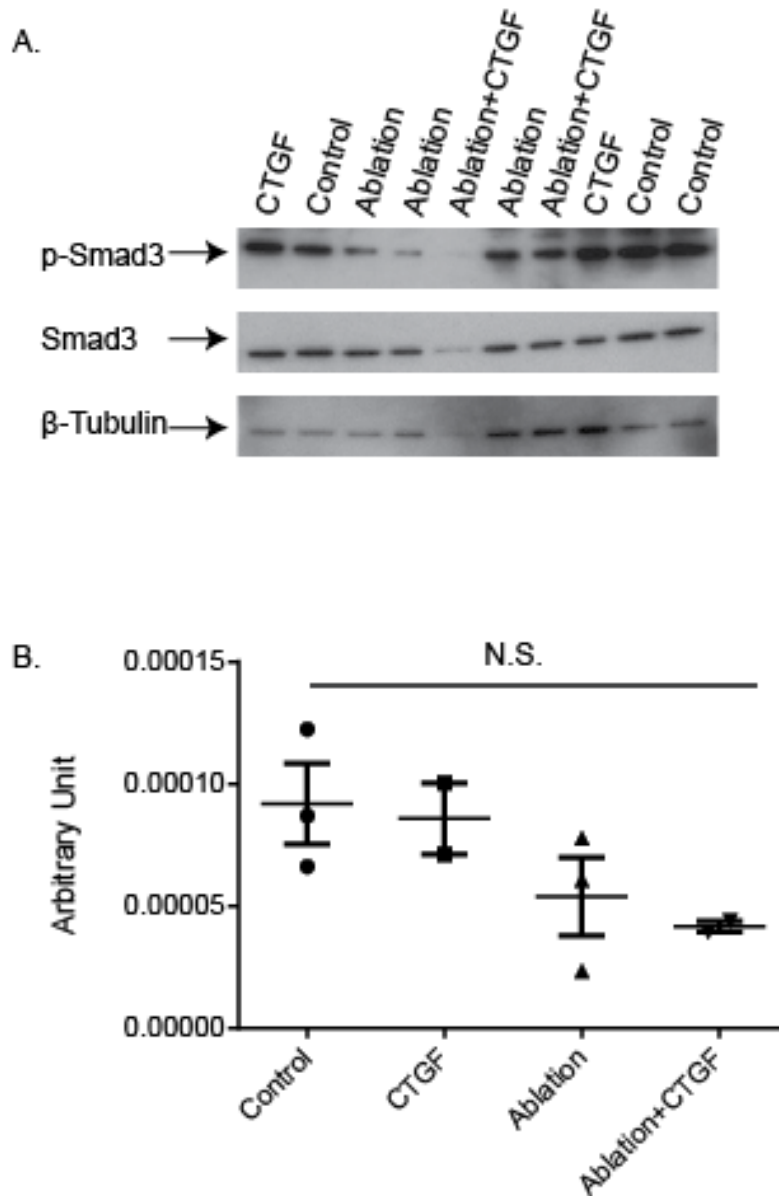 A.
CTGF
Control
Ablation
Ablation
Ablation+CTGF
Ablation
Ablation+CTGF
CTGF
Control
Control
p-Smad3
Smad3
β-Tubulin
B.
N.S.
Arbitrary Unit
0.00015
0.00010
0.00005
0.00000
Control
CTGF
Ablation
Ablation+CTGF